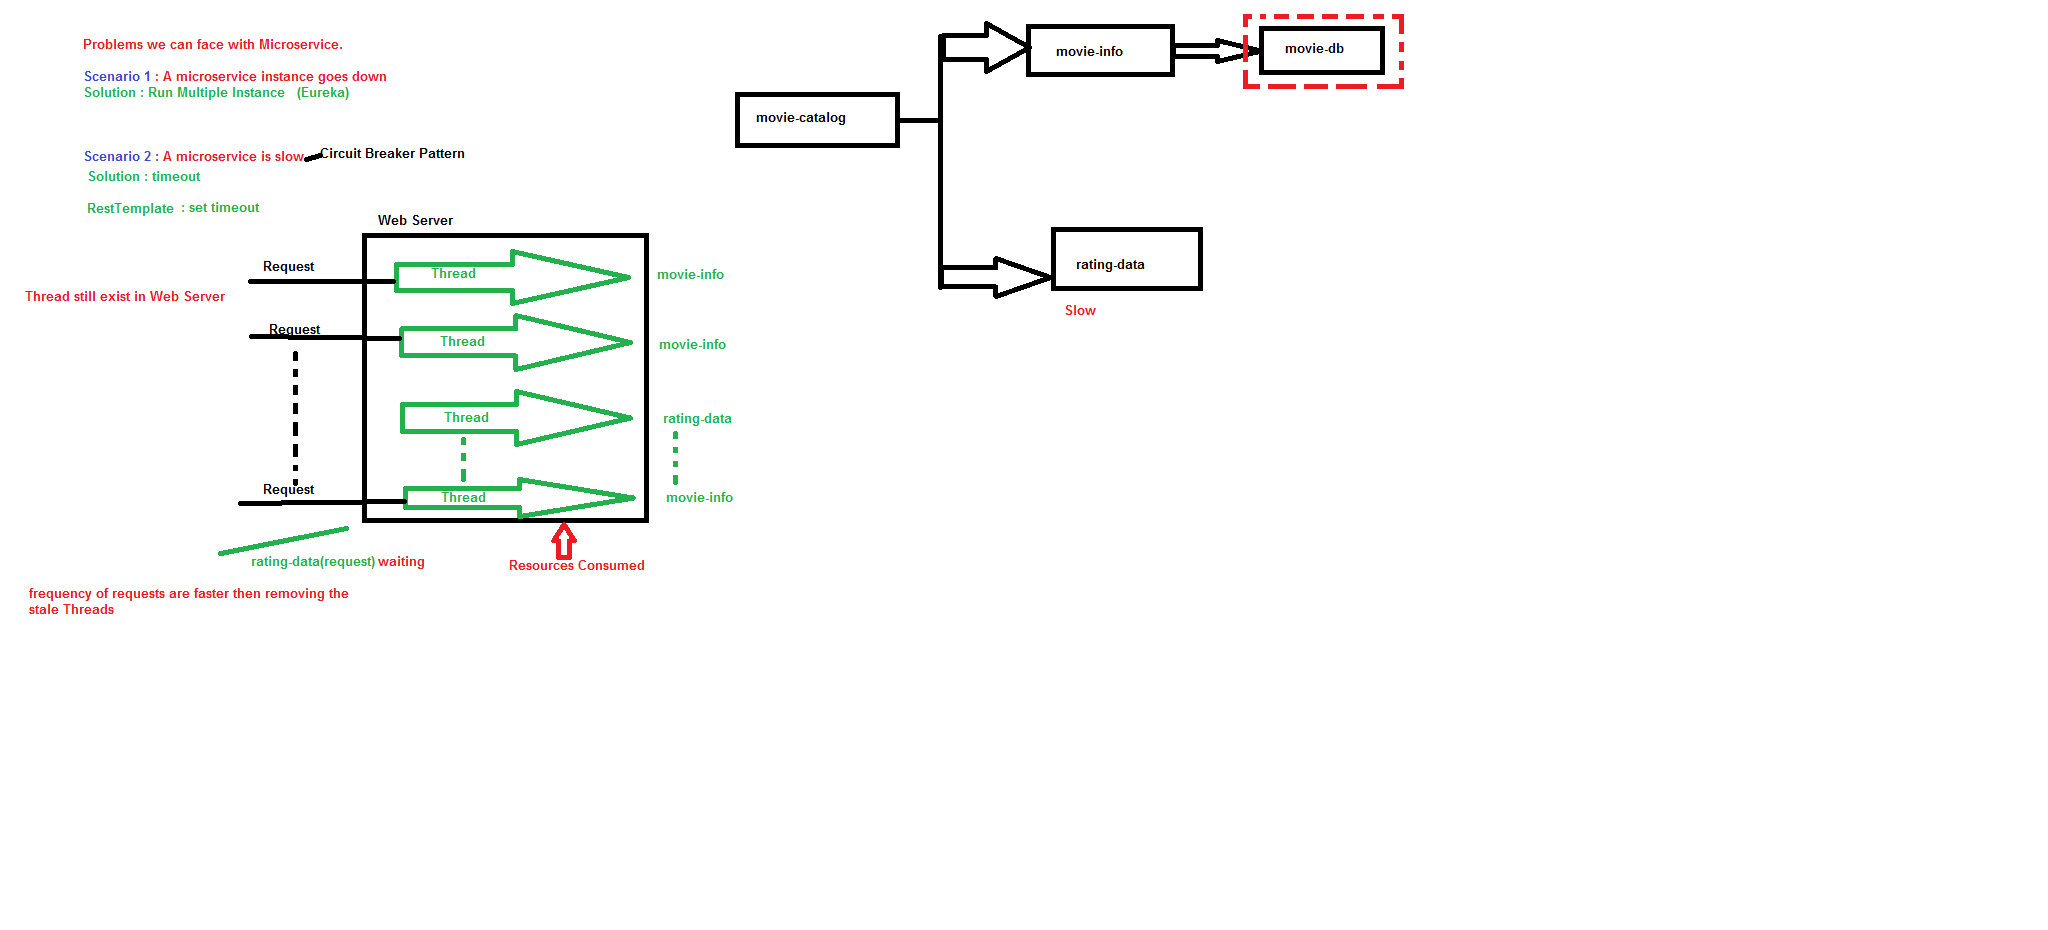 Problems we can face with Microservice.
Scenario 1 : A microservice instance goes down
Solution : Run Multiple Instance (Eureka)
Scenario 2 : A microservice is slow Circuit Breaker Pattern
Solution : timeout
RestTemplate : set timeout
Web Server
Request
Thread
movie-info
Thread still exist in Web Server
Request
Thread
movie-info
Thread
rating-data
Request
Thread
movie-info
rating-data(request) waiting
Resources Consumed
frequency of requests are faster then removing the
stale Threads
movie-catalog
movie-info
movie-db
rating-data
Slow